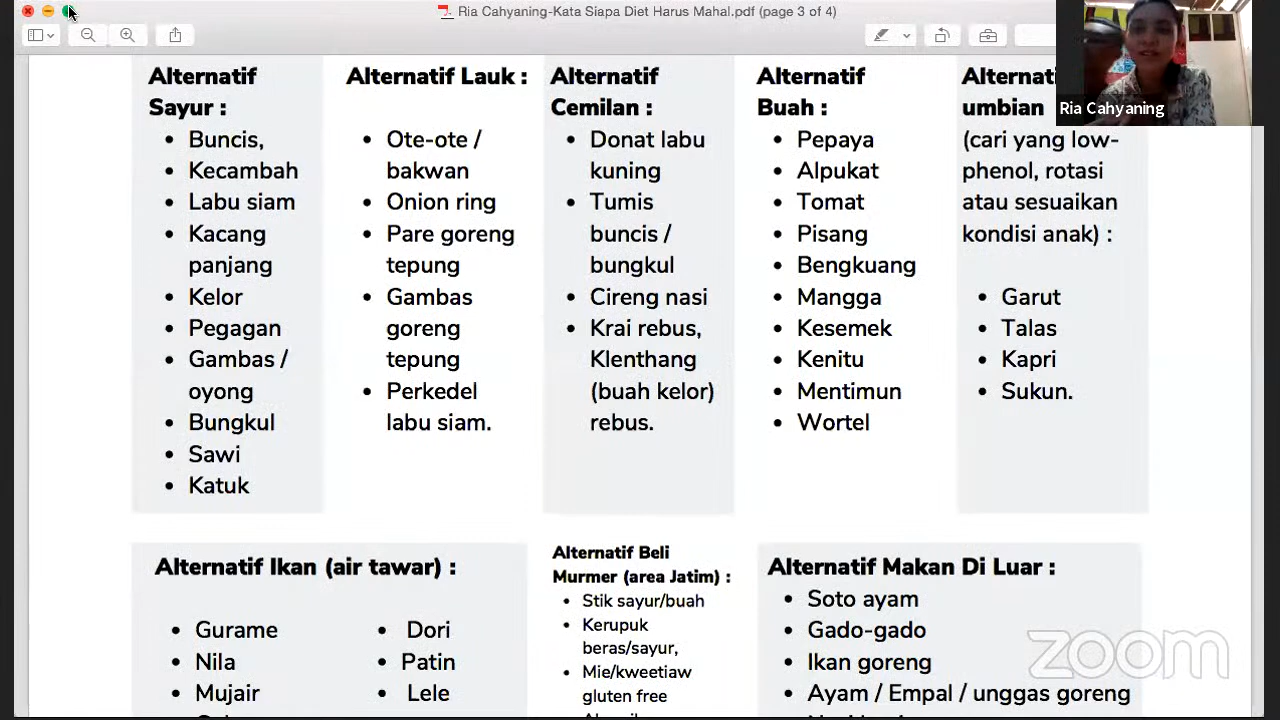 Ria Cahyaning-Kata Siapa Diet Harus Mahal.pdf (page 3 of 4)
Ria Cahyaning
Alternatif
Sayur :
Buncis,
Kecambah
Labu siam
Kacang
panjang
Kelor
Pegagan
Gambas /
oyong
Bungkul
Sawi
Katuk
Alternatif Lauk :
Ote-ote /
bakwan
Onion ring
Pare goreng
tepung
Gambas
goreng
tepung
Perkedel
labu siam.
Alternatif
Cemilan :
Donat labu
kuning
Tumis
buncis /
bungkul
Cireng nasi
Krai rebus,
Klenthang
(buah kelor)
rebus.
Alternatif
Buah :
Pepaya
Alpukat
Tomat
Pisang
Bengkuang
Mangga
Kesemek
Kenitu
Mentimun
Wortel
Alternati
umbian
(cari yang low-
phenol, rotasi
atau sesuaikan
kondisi anak) :
Garut
Talas
Kapri
Sukun.
Alternatif Ikan (air tawar) :
Gurame
Nila
Mujair
Dori
Patin
Lele
Alternatif Beli
Murmer (area Jatim) :
Stik sayur/buah
Kerupuk
beras/sayur,
Mie/kweetiaw
gluten free
Alternatif Makan Di Luar :
Soto ayam
Gado-gado
Ikan goreng
Ayam / Empal / unggas goreng
zoom